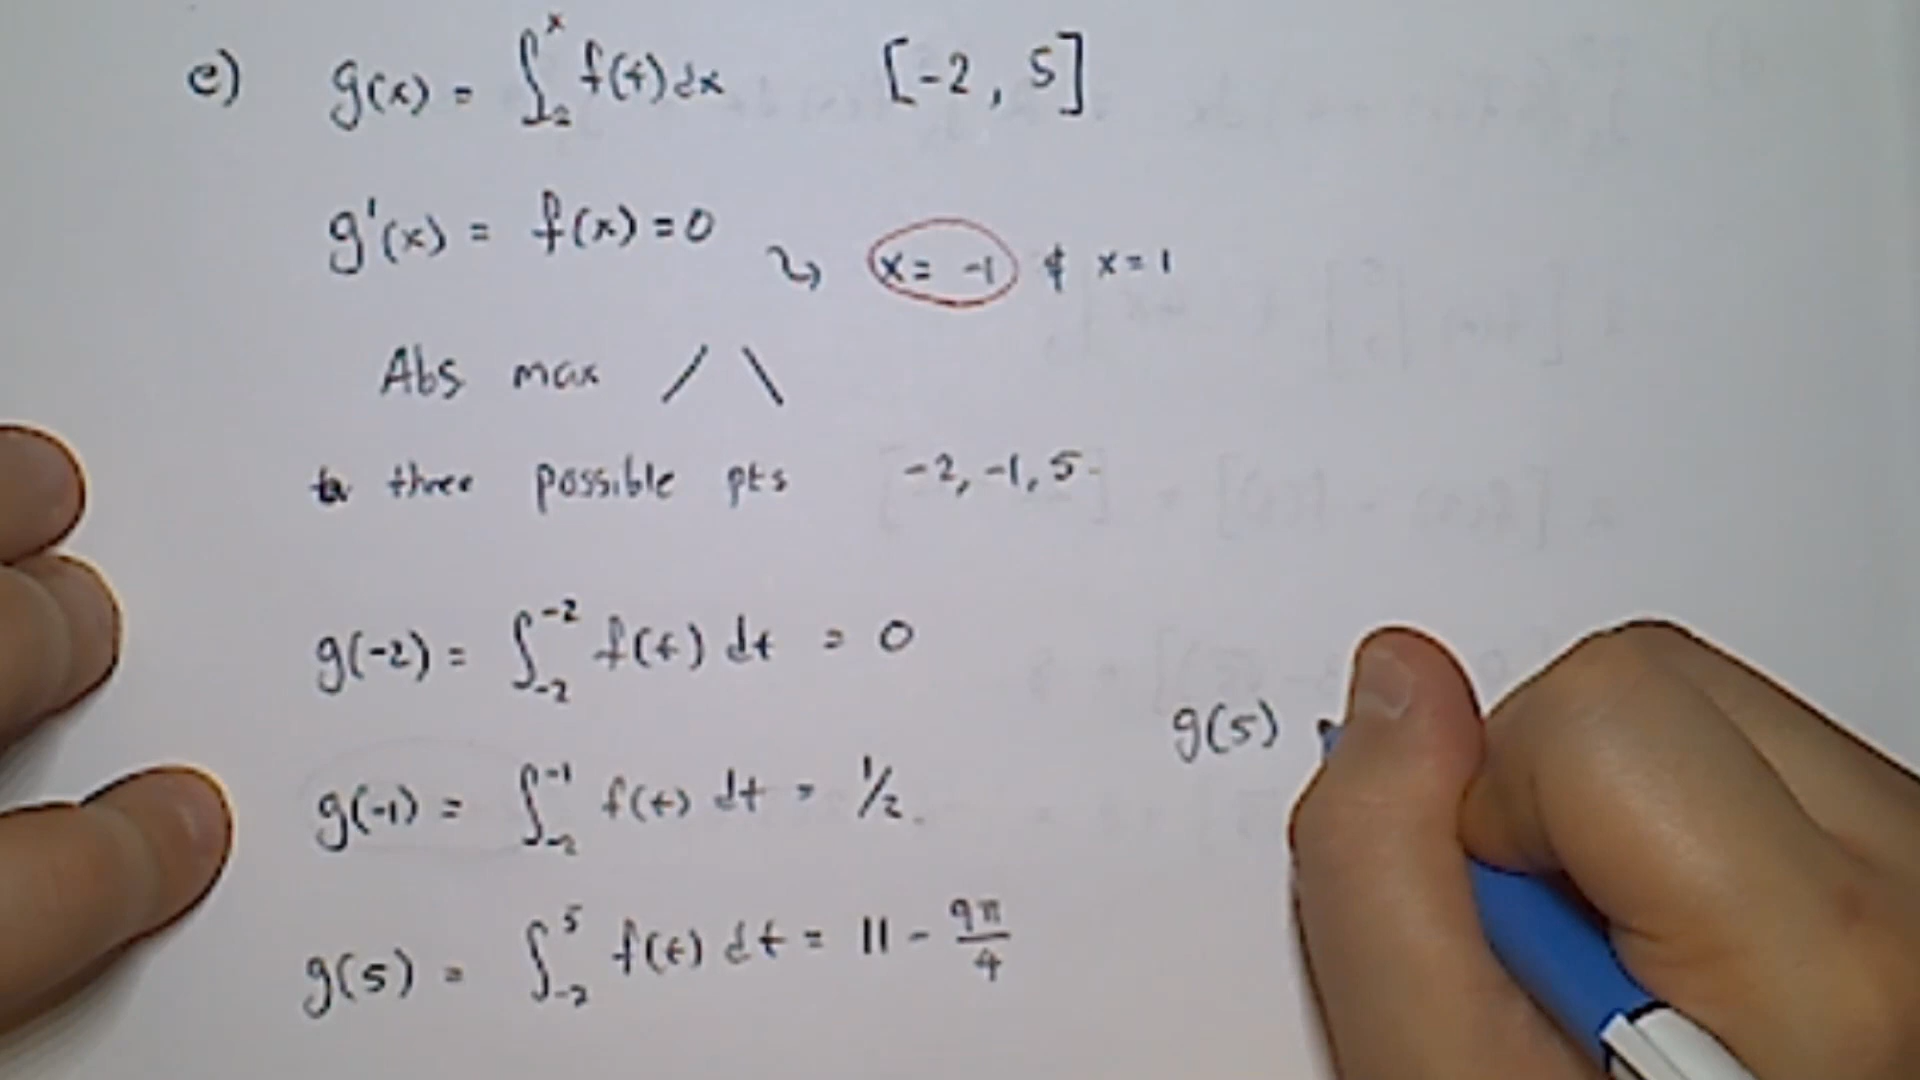 e) g(x) = ∫_{-2}^{x} f(t) dx [-2, 5]
g'(x) = f(x) = 0 ↝ x = -1 & x = 1
Abs max / \
three possible pts -2, -1, 5
g(-2) = ∫_{-2}^{-2} f(t) dt = 0
g(5)
g(-1) = ∫_{-2}^{-1} f(t) dt = 1/2
g(5) = ∫_{-2}^{5} f(t) dt = 11 - 9π/4